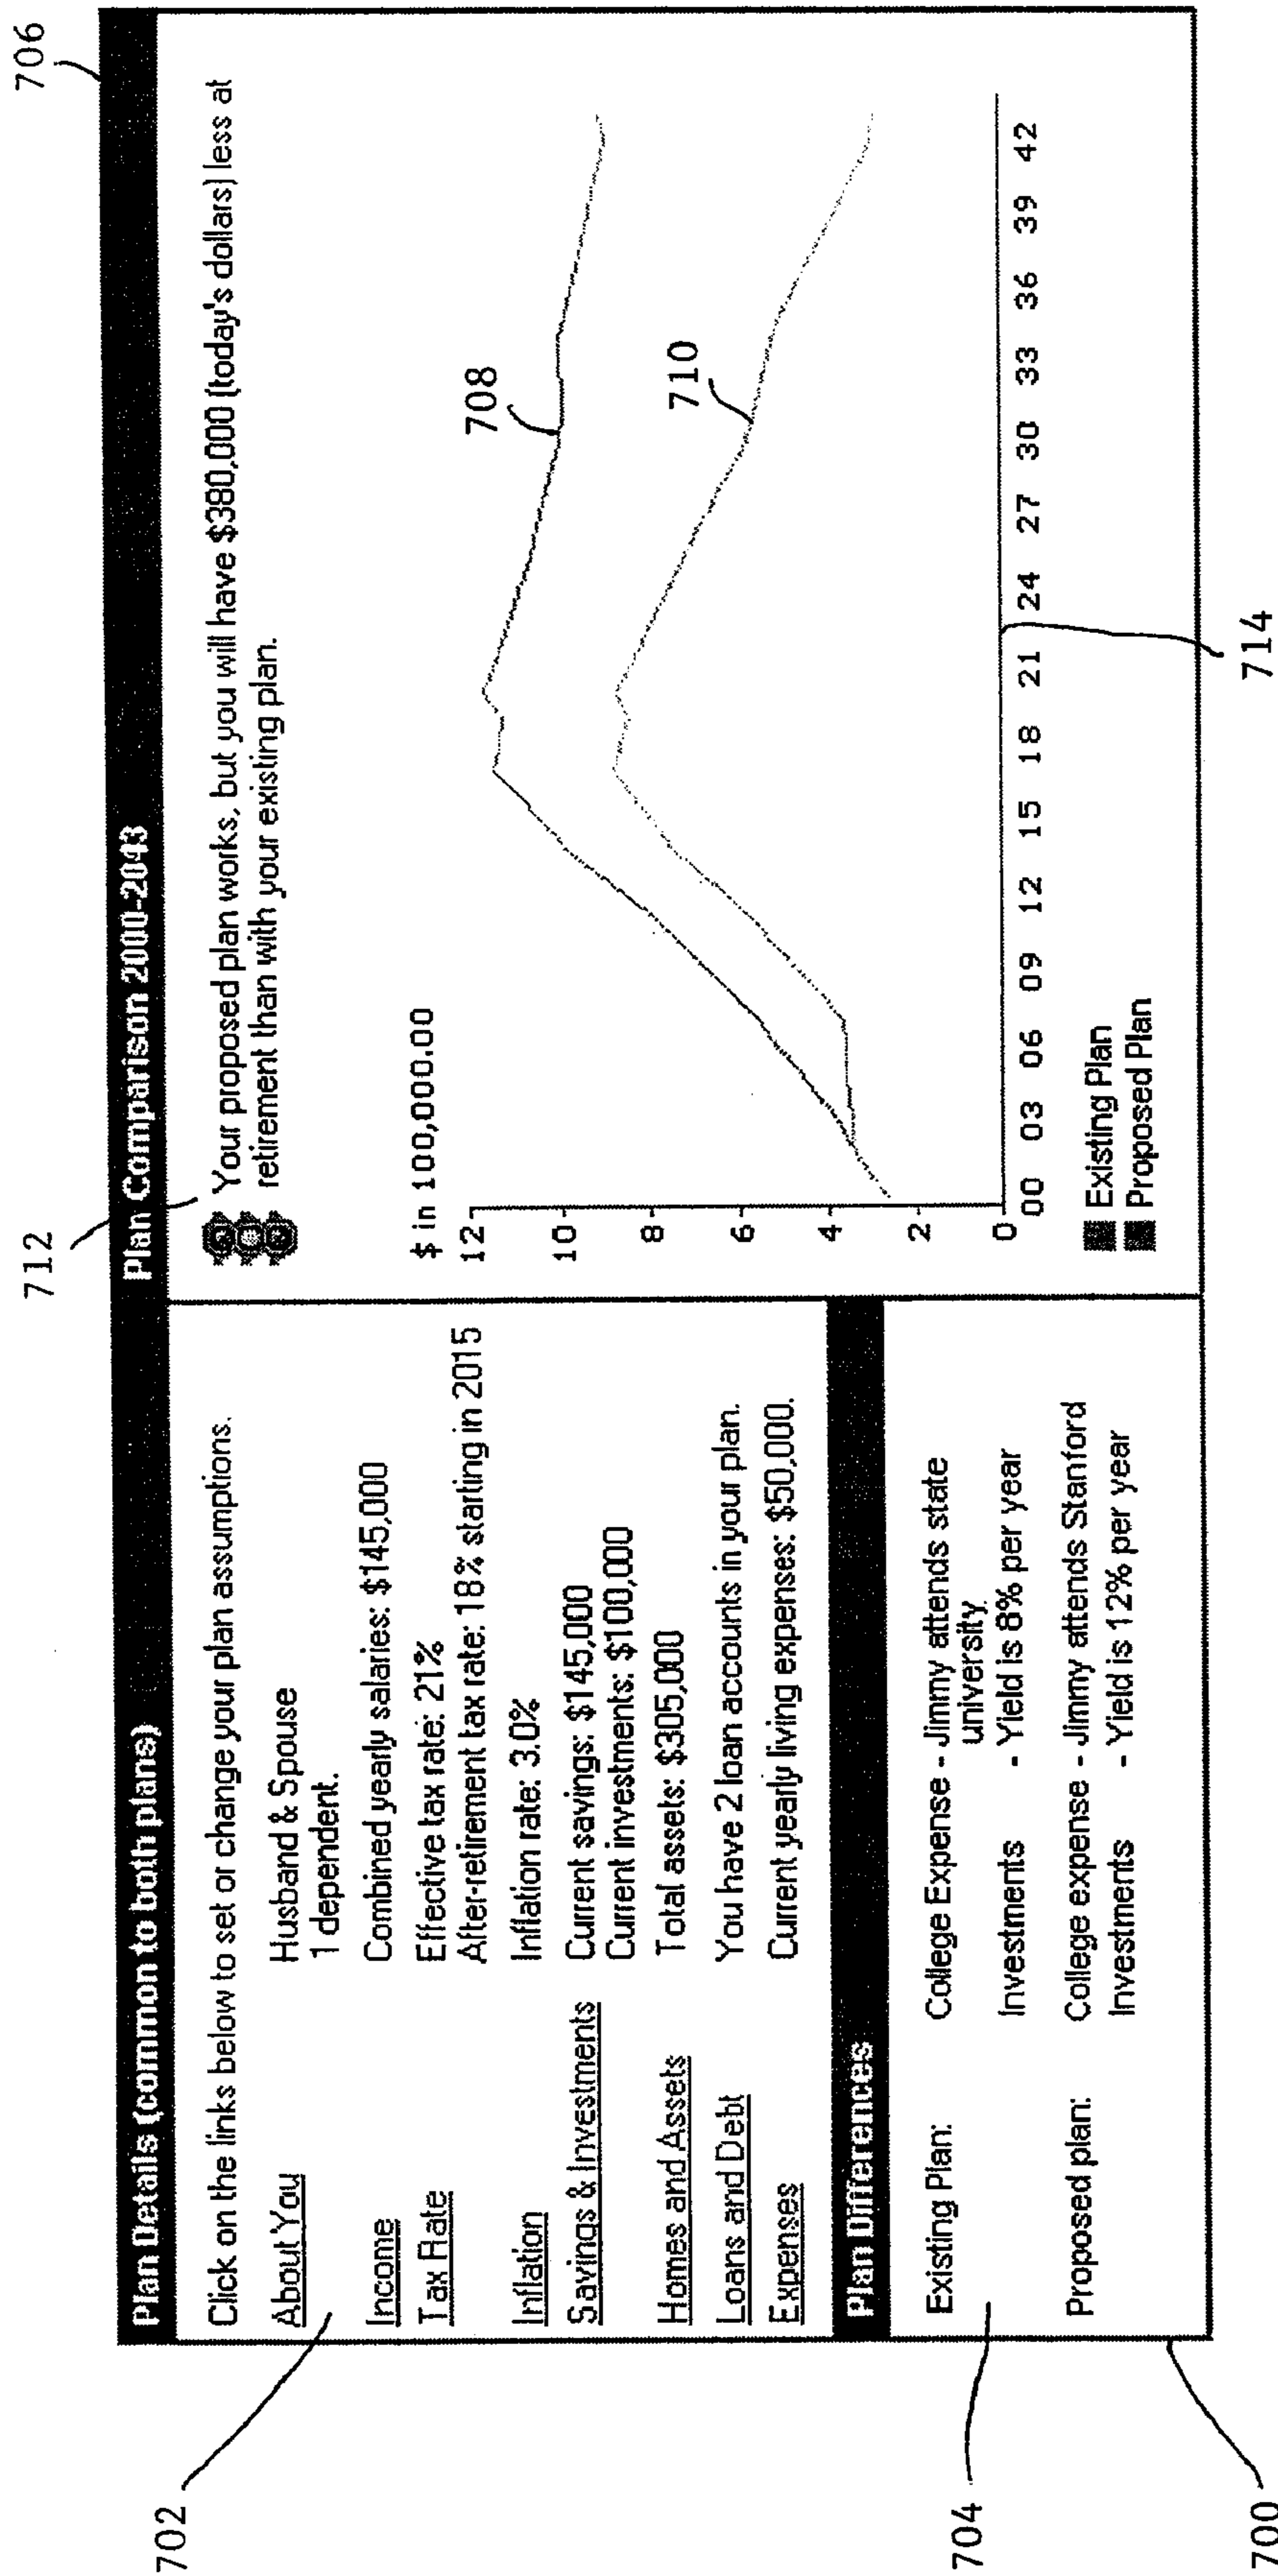 706
712
Plan Details (common to both plans)
Click on the links below to set or change your plan assumptions.
About You Husband & Spouse
1 dependent.
Income Combined yearly salaries: $145,000
Tax Rate Effective tax rate: 21%
After-retirement tax rate: 18% starting in 2015
Inflation Inflation rate: 3.0%
Savings & Investments Current savings: $145,000
Current investments: $100,000
Homes and Assets Total assets: $305,000
Loans and Debt You have 2 loan accounts in your plan.
Expenses Current yearly living expenses: $50,000.
Plan Differences
Existing Plan: College Expense - Jimmy attends state
university
Investments - Yield is 8% per year
Proposed plan: College expense - Jimmy attends Stanford
Investments - Yield is 12% per year
Plan Comparison 2000-2043
Your proposed plan works, but you will have $380,000 (today's dollars) less at
retirement than with your existing plan.
$ in 100,000.00
12
10
8
6
4
2
0
708
710
00 03 06 09 12 15 18 21 24 27 30 33 36 39 42
Existing Plan
Proposed Plan
714
702
704
700